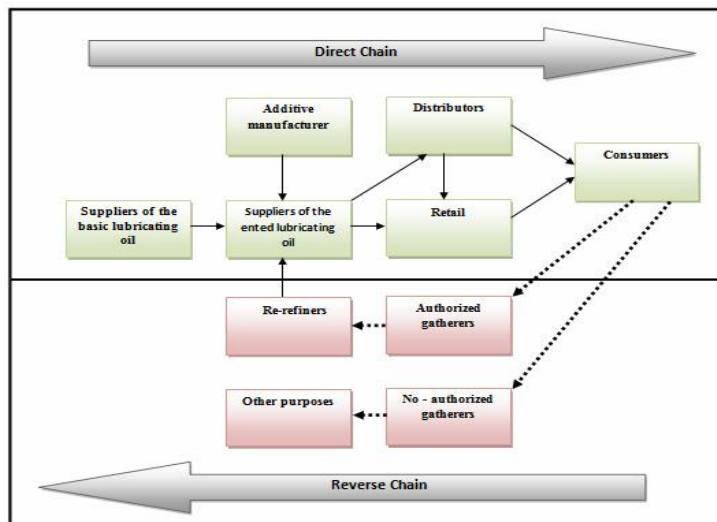 Direct Chain
Additive
manufacturer
Distributors
Consumers
Suppliers of the
basic lubricating
oil
Suppliers of the
ented lubricating
oil
Retail
Re-refiners
Authorized
gatherers
Other purposes
No - authorized
gatherers
Reverse Chain